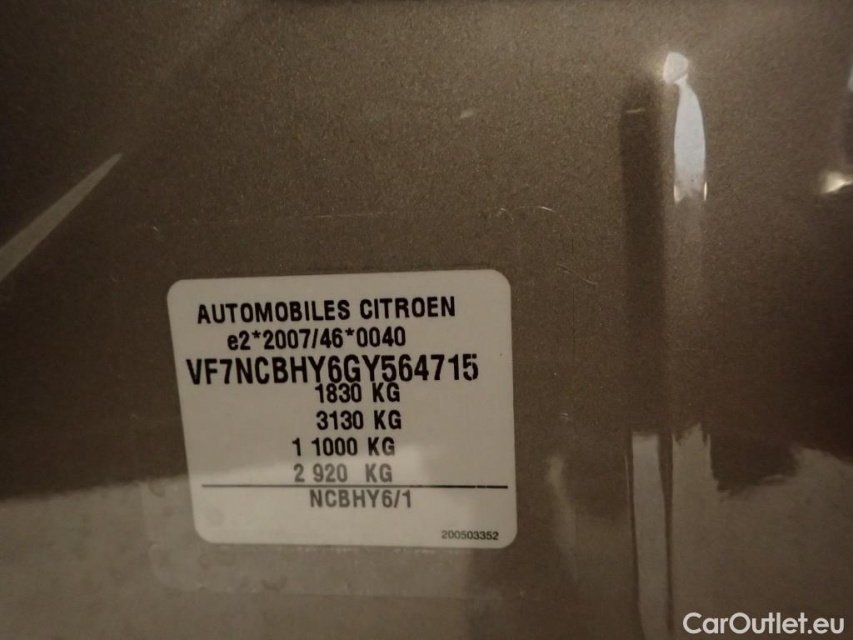 AUTOMOBILES CITROEN
e2*2007/46*0040
VF7NCBHY6GY564715
1830 KG
3130 KG
1 1000 KG
2 920 KG
NCBHY6/1
200503352
CarOutlet.eu